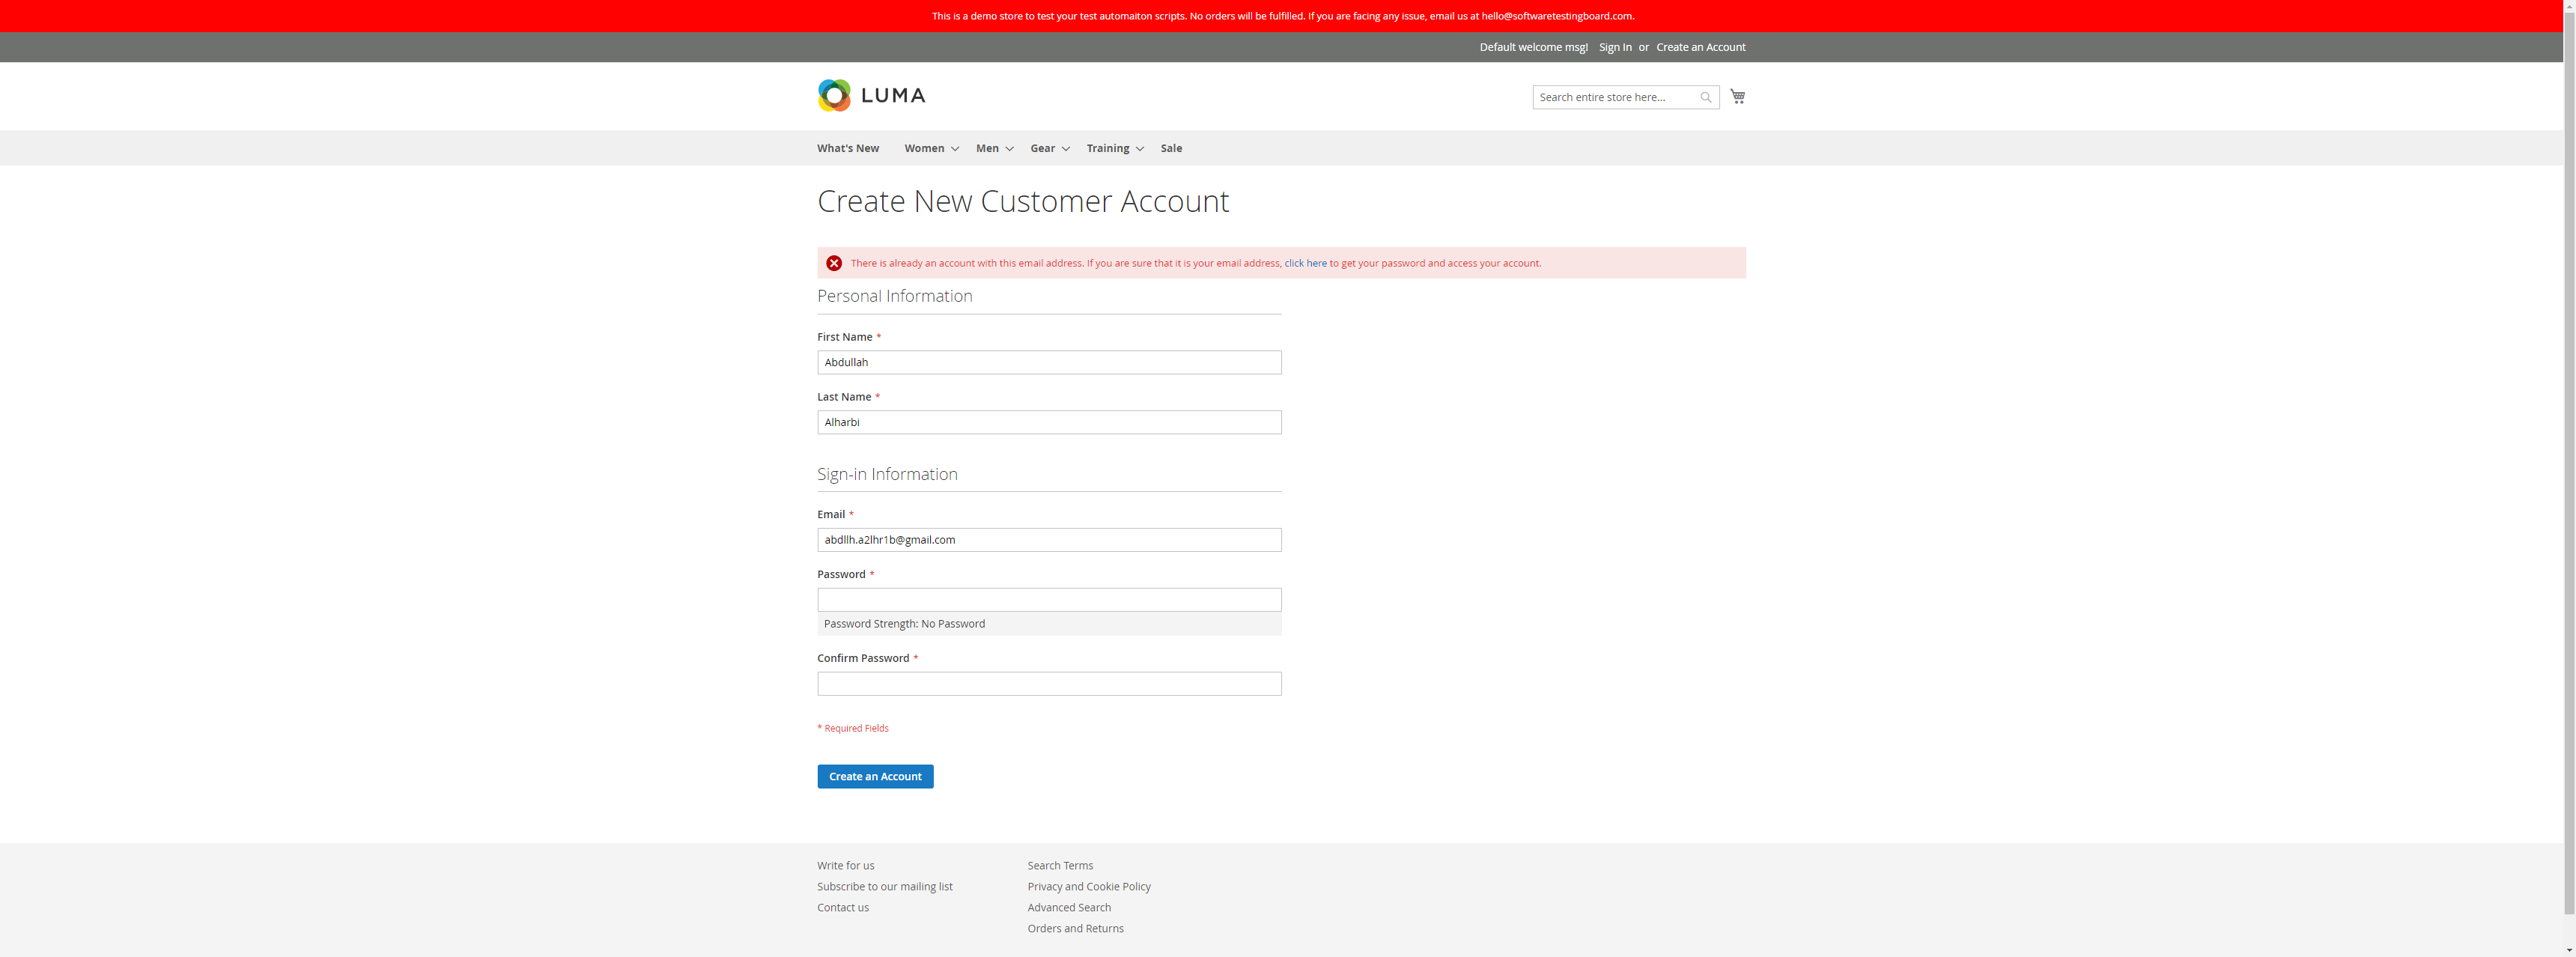 This is a demo store to test your test automaiton scripts. No orders will be fulfilled. If you are facing any issue, email us at hello@softwaretestingboard.com.
Default welcome msg! Sign In or Create an Account
LUMA
Search entire store here...
What's New Women Men Gear Training Sale
Create New Customer Account
There is already an account with this email address. If you are sure that it is your email address, click here to get your password and access your account.
Personal Information
First Name *
Abdullah
Last Name *
Alharbi
Sign-in Information
Email *
abdllh.a2lhr1b@gmail.com
Password *
Password Strength: No Password
Confirm Password *
* Required Fields
Create an Account
Write for us
Subscribe to our mailing list
Contact us
Search Terms
Privacy and Cookie Policy
Advanced Search
Orders and Returns